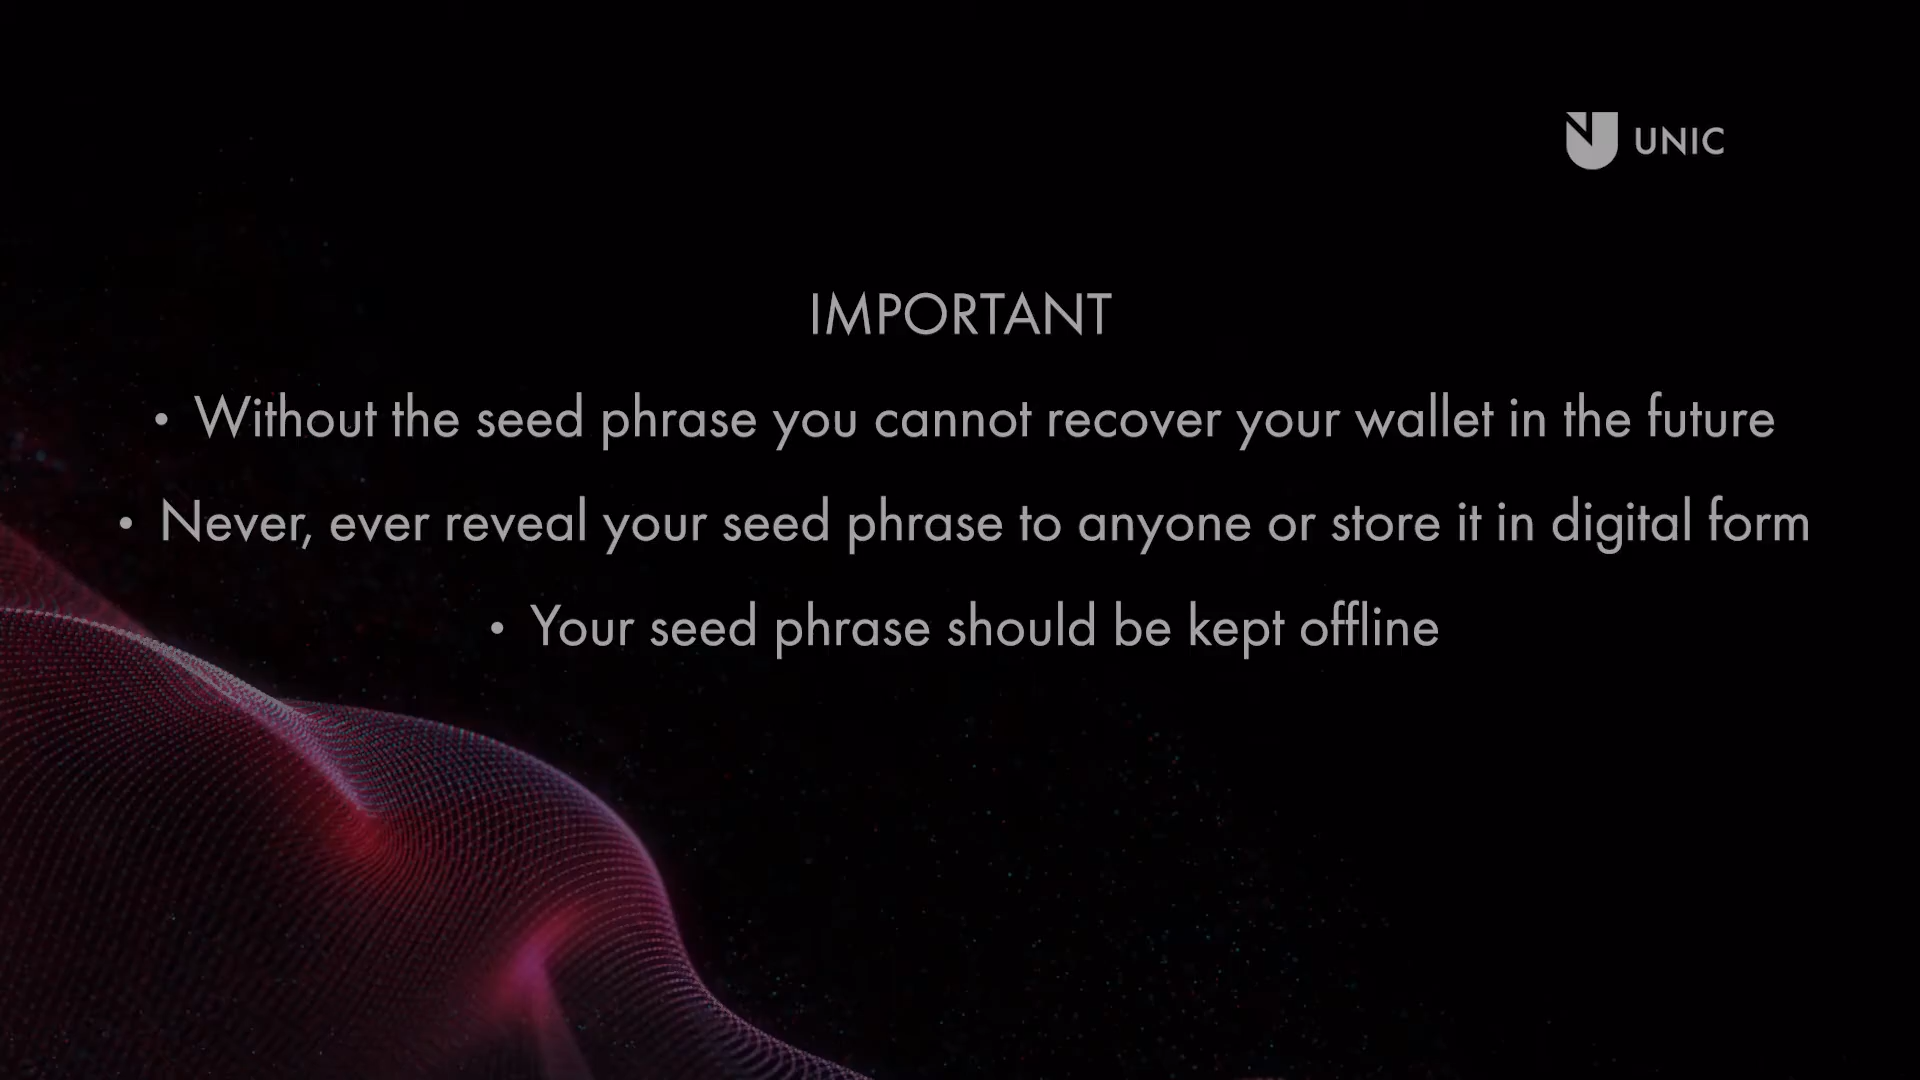 UNIC
IMPORTANT
• Without the seed phrase you cannot recover your wallet in the future
• Never, ever reveal your seed phrase to anyone or store it in digital form
• Your seed phrase should be kept offline